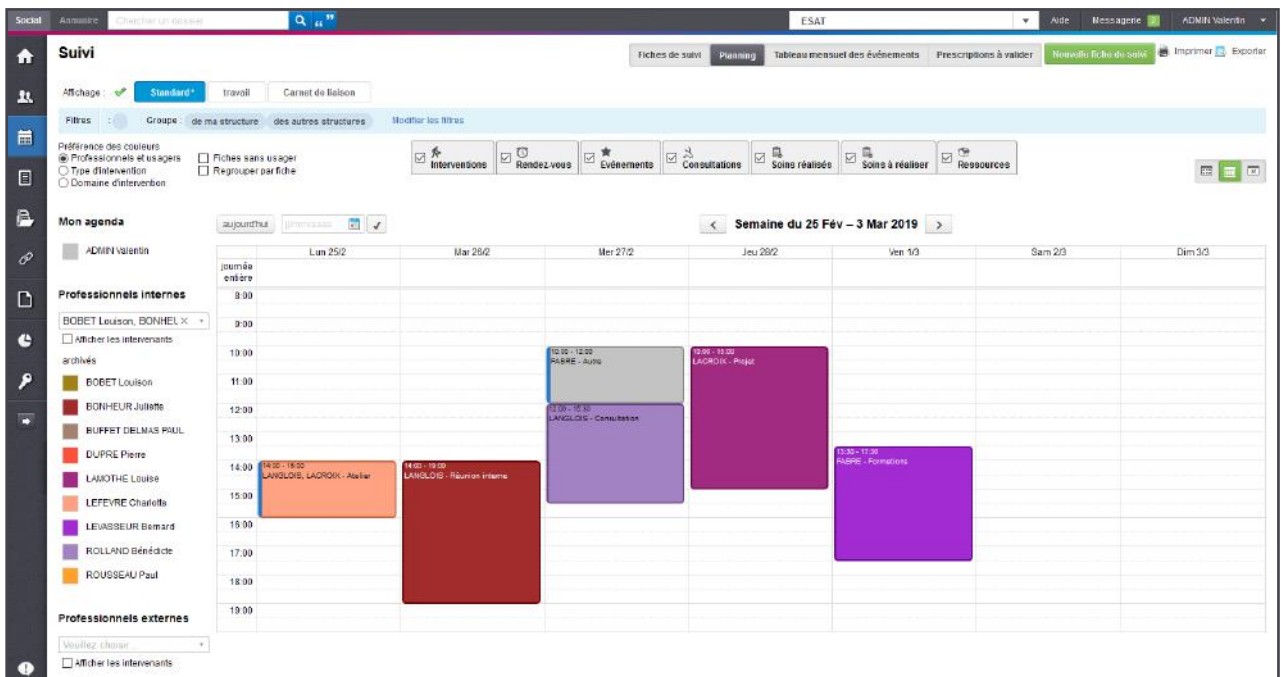 Social Annuaire Chercher un dossier ESAT Aide Messagerie ADMIN Valentin
Suivi
Fiches de suivi Planning Tableau mensuel des événements Prescriptions à valider Nouvelle fiche de suivi Imprimer Exporter
Affichage : Standard* travail Carnet de liaison
Filtres : Groupe : de ma structure des autres structures Modifier les filtres
Préférence des couleurs
Professionnels et usagers Fiches sans usager
Type d'intervention Regrouper par fiche
Domaine d'intervention
Interventions Rendez-vous Evénements Consultations Soins réalisés Soins à réaliser Ressources
Mon agenda
ADMIN Valentin
aujourd'hui
Semaine du 25 Fév – 3 Mar 2019
Lun 25/2 Mar 26/2 Mer 27/2 Jeu 28/2 Ven 1/3 Sam 2/3 Dim 3/3
journée
entière
8:00
9:00
10:00
11:00
12:00
13:00
14:00
15:00
16:00
17:00
18:00
19:00
Professionnels internes
BOBET Louison, BONHEU
Afficher les intervenants
archivés
BOBET Louison
BONHEUR Juliette
BUFFET DELMAS PAUL
DUPRE Pierre
LAMOTHE Louise
LEFEVRE Charlotte
LEVASSEUR Bernard
ROLLAND Bénédicte
ROUSSEAU Paul
Professionnels externes
Veuillez choisir
Afficher les intervenants
14:00 - 16:00
LANGLOIS, LACROIX - Atelier
14:00 - 19:00
LANGLOIS - Réunion interne
10:00 - 12:00
FABRE - Autre
12:00 - 15:30
LANGLOIS - Consultation
10:00 - 15:00
LACROIX - Projet
13:30 - 17:30
FABRE - Formations